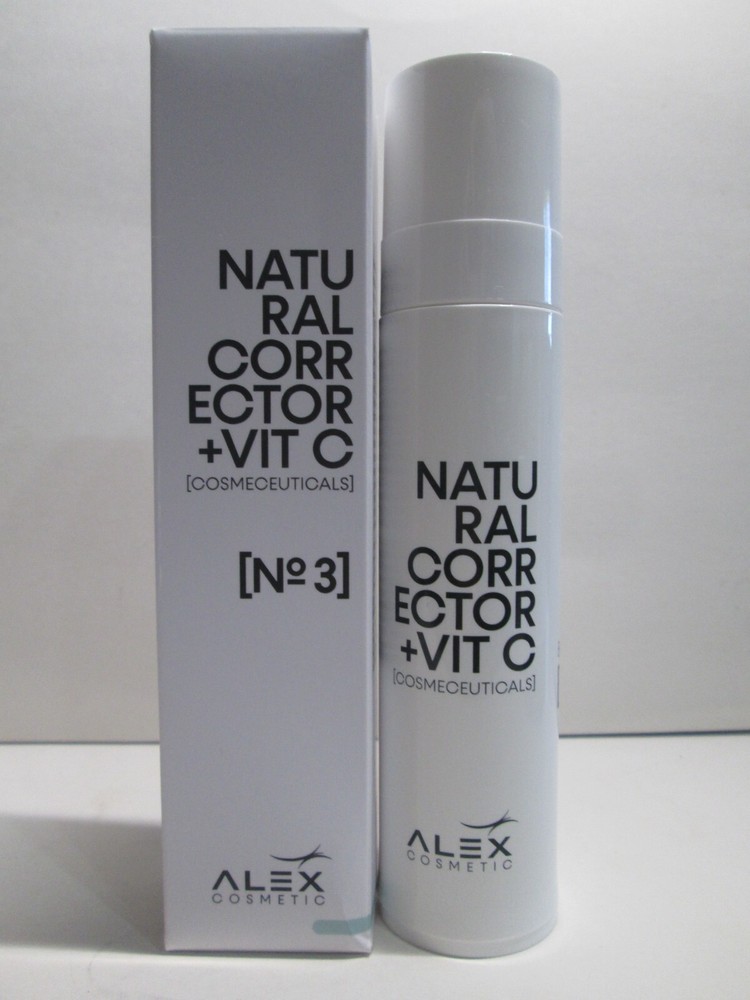 NATU
RAL
CORR
ECTOR
+VIT C
[COSMECEUTICALS]
[Nº 3]
ALEX
COSMETIC
NATU
RAL
CORR
ECTOR
+VIT C
[COSMECEUTICALS]
ALEX
COSMETIC